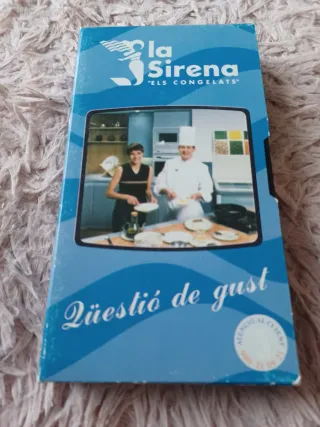 la
Sirena
"ELS CONGELATS"
Qüestió de gust